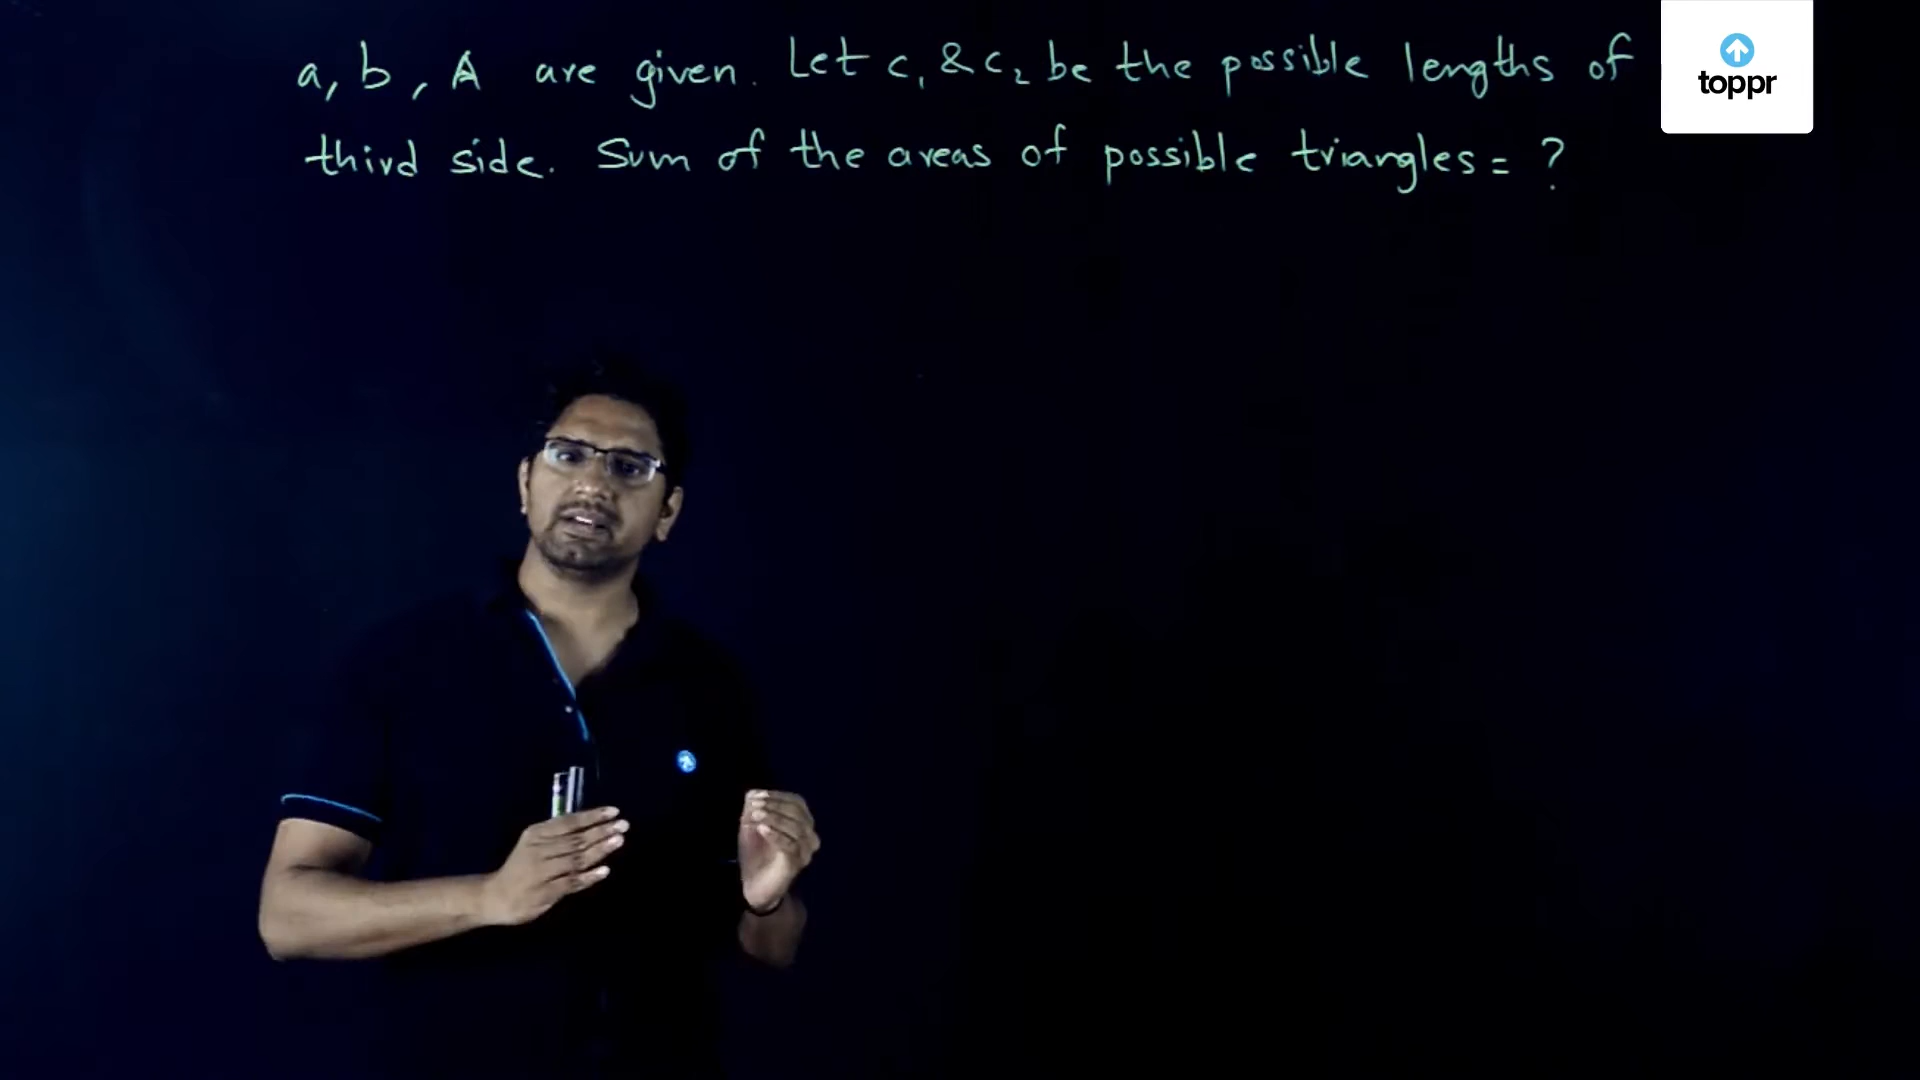 a, b, A are given. Let c₁ & c₂ be the possible lengths of
third side. Sum of the areas of possible triangles = ?
toppr